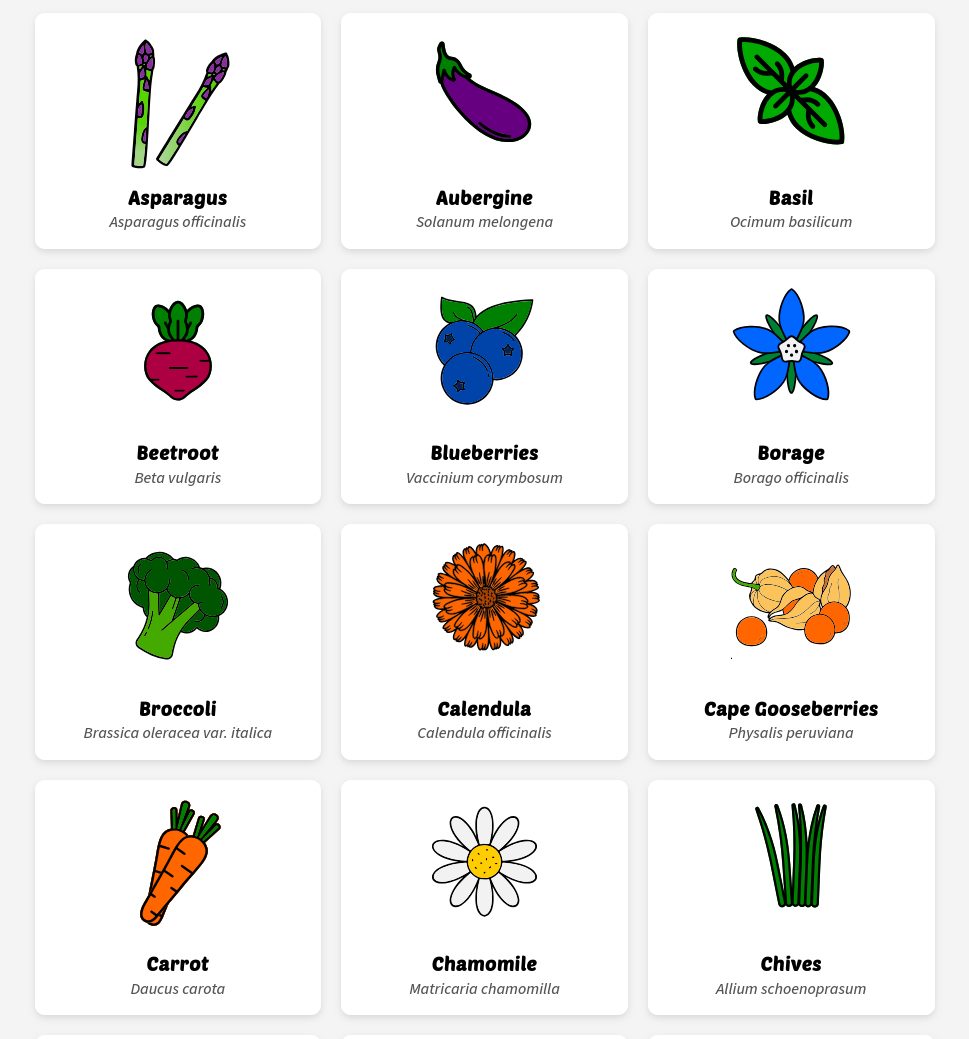 Asparagus
Asparagus officinalis
Aubergine
Solanum melongena
Basil
Ocimum basilicum
Beetroot
Beta vulgaris
Blueberries
Vaccinium corymbosum
Borage
Borago officinalis
Broccoli
Brassica oleracea var. italica
Calendula
Calendula officinalis
Cape Gooseberries
Physalis peruviana
Carrot
Daucus carota
Chamomile
Matricaria chamomilla
Chives
Allium schoenoprasum